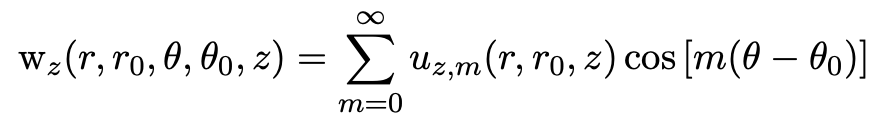 w_z(r, r_0, θ, θ_0, z) = \sum_{m=0}^{∞} u_{z,m}(r, r_0, z) cos [m(θ − θ_0)]